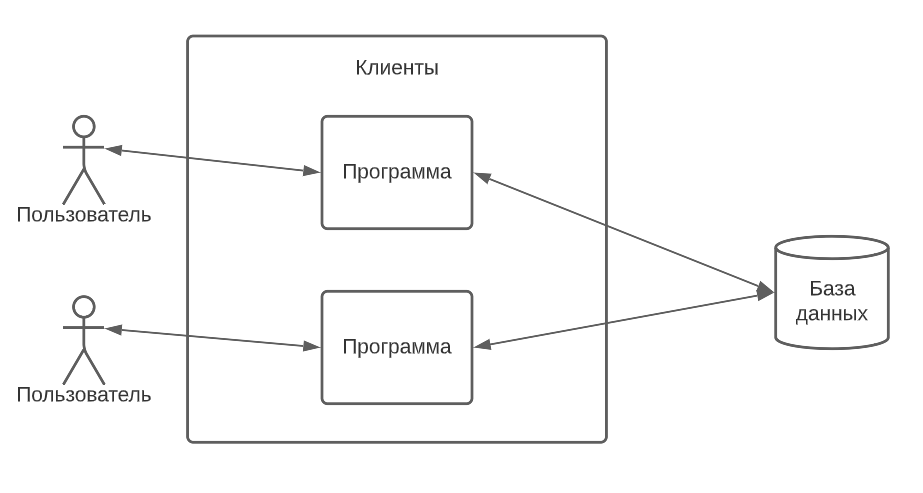 Клиенты
Программа
Пользователь
База
данных
Программа
Пользователь